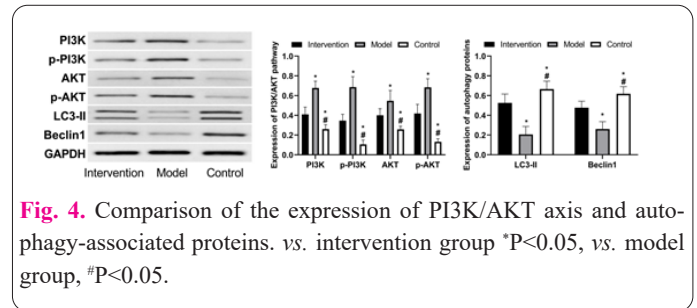 PI3K
p-PI3K
AKT
p-AKT
LC3-II
Beclin1
GAPDH
Intervention Model Control
Intervention Model Control
Expression of PI3K/AKT pathway
1.0
0.8
0.6
0.4
0.2
0.0
* * * *
* # * # * # * #
PI3K p-PI3K AKT p-AKT
Intervention Model Control
Expression of autophagy proteins
1.0
0.8
0.6
0.4
0.2
0.0
* * # * * #
LC3-II Beclin1
Fig. 4. Comparison of the expression of PI3K/AKT axis and auto-
phagy-associated proteins. vs. intervention group *P<0.05, vs. model
group, #P<0.05.